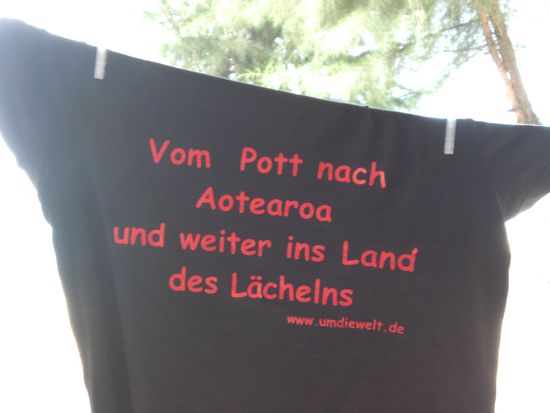 Vom Pott nach
Aotearoa
und weiter ins Land
des Lächelns
www.umdiewelt.de